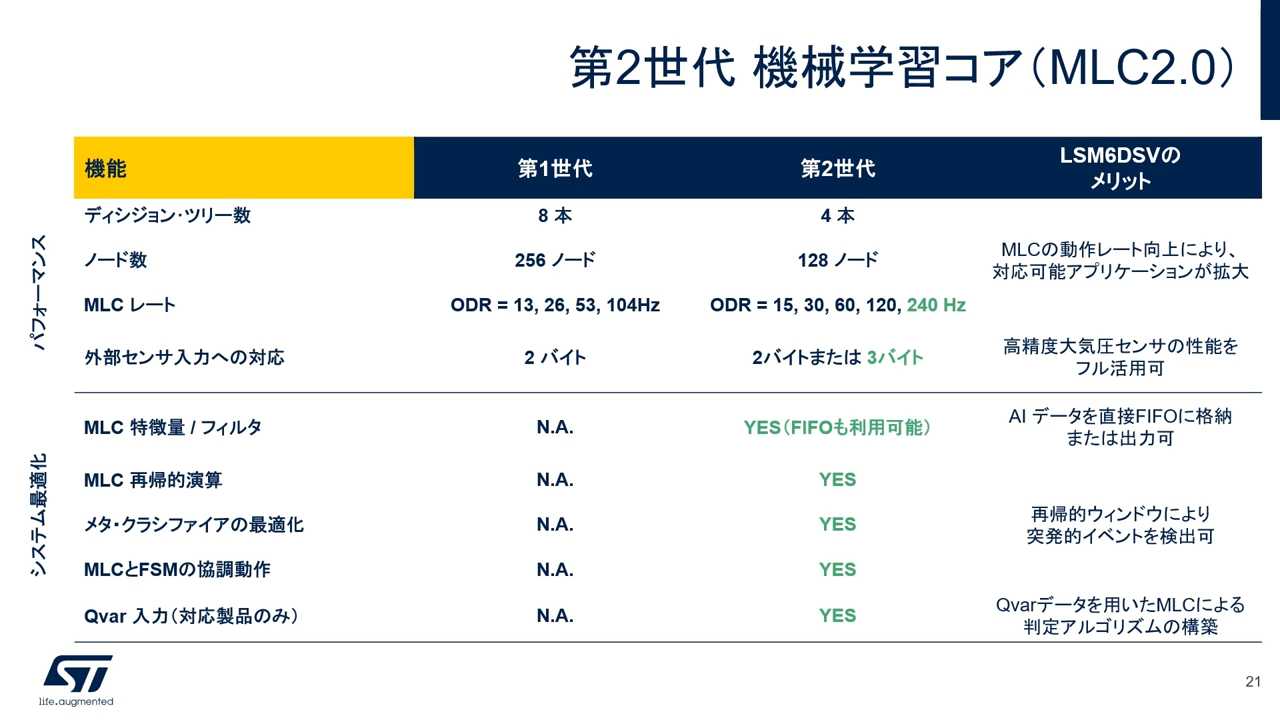 第2世代 機械学習コア（MLC2.0）
機能 第1世代 第2世代 LSM6DSVの
メリット
パフォーマンス
ディシジョン･ツリー数 8 本 4 本
ノード数 256 ノード 128 ノード MLCの動作レート向上により、
対応可能アプリケーションが拡大
MLC レート ODR = 13, 26, 53, 104Hz ODR = 15, 30, 60, 120, 240 Hz
外部センサ入力への対応 2 バイト 2バイトまたは 3バイト 高精度大気圧センサの性能を
フル活用可
システム最適化
MLC 特徴量 / フィルタ N.A. YES（FIFOも利用可能） AI データを直接FIFOに格納
または出力可
MLC 再帰的演算 N.A. YES
メタ・クラシファイアの最適化 N.A. YES 再帰的ウィンドウにより
突発的イベントを検出可
MLCとFSMの協調動作 N.A. YES
Qvar 入力（対応製品のみ） N.A. YES Qvarデータを用いたMLCによる
判定アルゴリズムの構築
ST
life.augmented
21